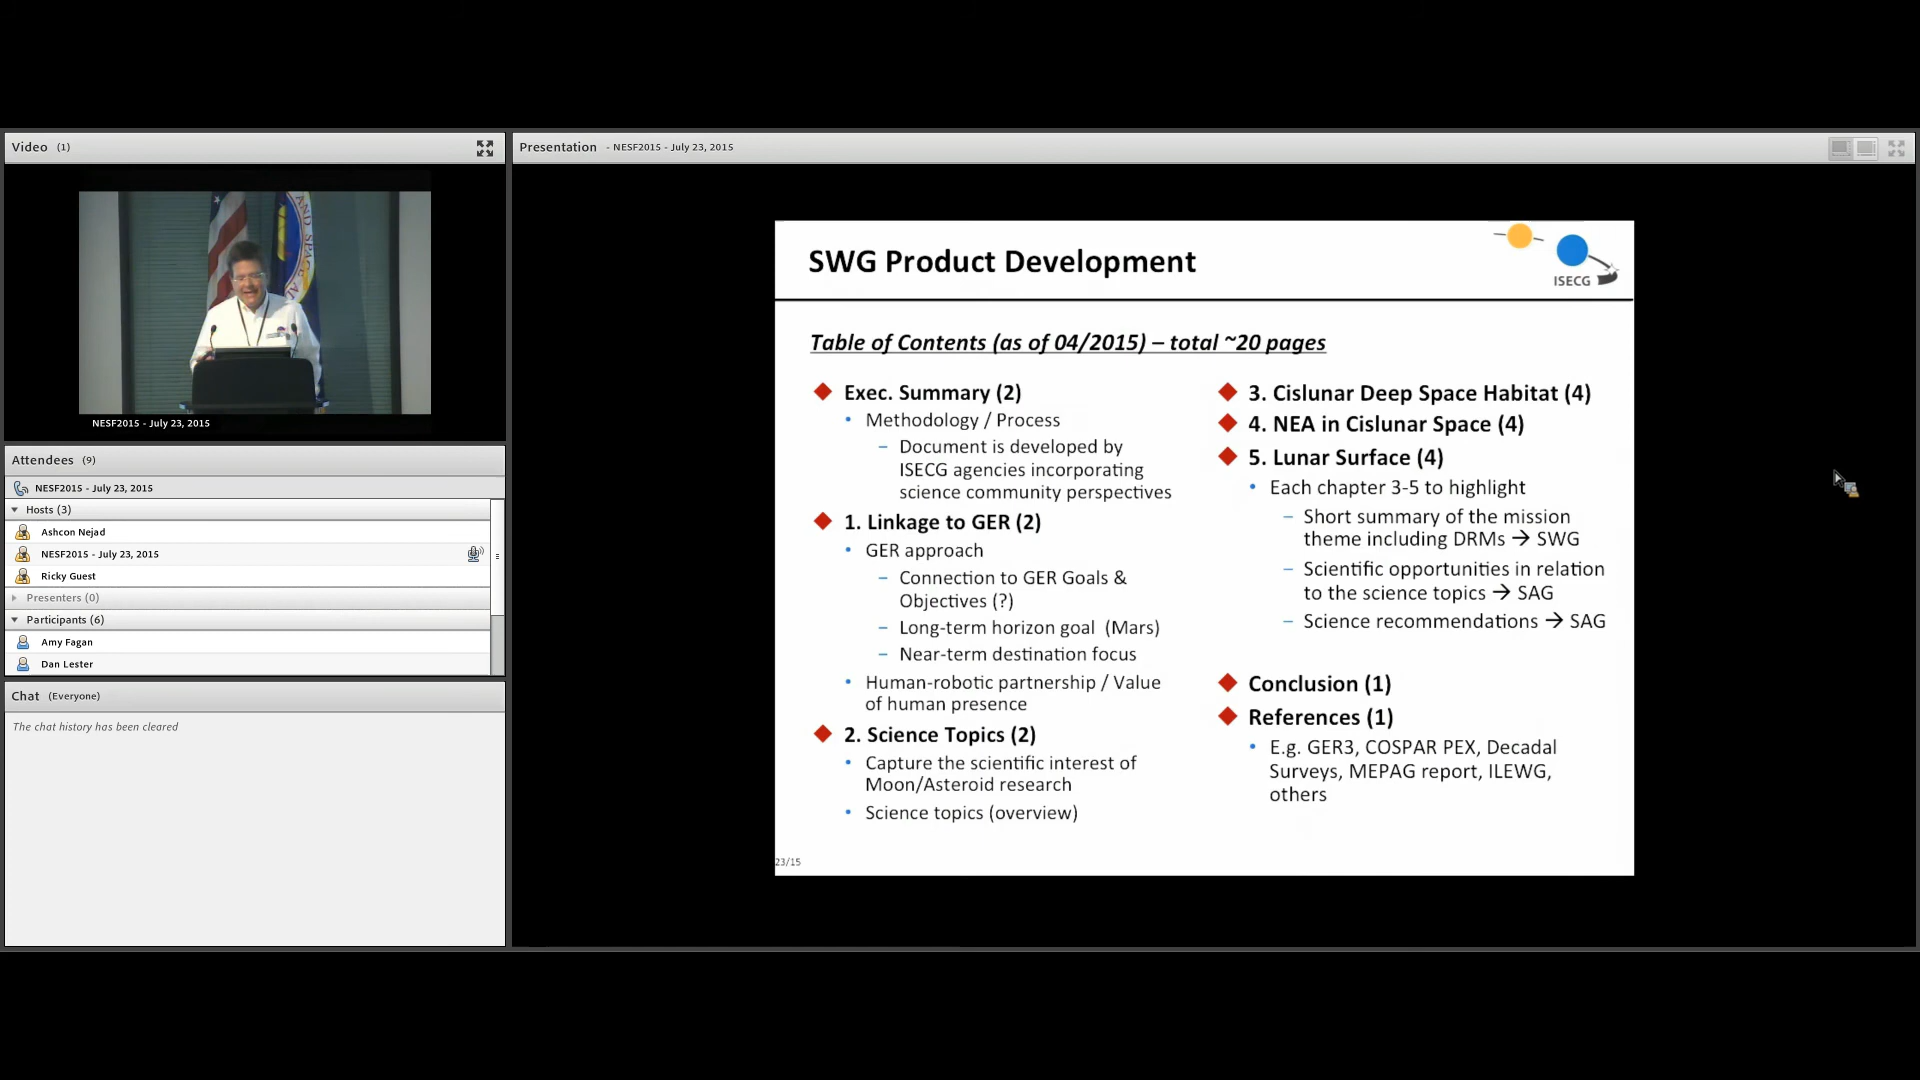 Video (1)
AND SPACE AD
NESF2015 - July 23, 2015
Attendees (9)
NESF2015 - July 23, 2015
Hosts (3)
Ashcon Nejad
NESF2015 - July 23, 2015
Ricky Guest
Presenters (0)
Participants (6)
Amy Fagan
Dan Lester
Chat (Everyone)
The chat history has been cleared
Presentation - NESF2015 - July 23, 2015
SWG Product Development
ISECG
Table of Contents (as of 04/2015) – total ~20 pages
Exec. Summary (2)
• Methodology / Process
– Document is developed by
ISECG agencies incorporating
science community perspectives
1. Linkage to GER (2)
• GER approach
– Connection to GER Goals &
Objectives (?)
– Long-term horizon goal (Mars)
– Near-term destination focus
• Human-robotic partnership / Value
of human presence
2. Science Topics (2)
• Capture the scientific interest of
Moon/Asteroid research
• Science topics (overview)
3. Cislunar Deep Space Habitat (4)
4. NEA in Cislunar Space (4)
5. Lunar Surface (4)
• Each chapter 3-5 to highlight
– Short summary of the mission
theme including DRMs → SWG
– Scientific opportunities in relation
to the science topics → SAG
– Science recommendations → SAG
Conclusion (1)
References (1)
• E.g. GER3, COSPAR PEX, Decadal
Surveys, MEPAG report, ILEWG,
others
23/15